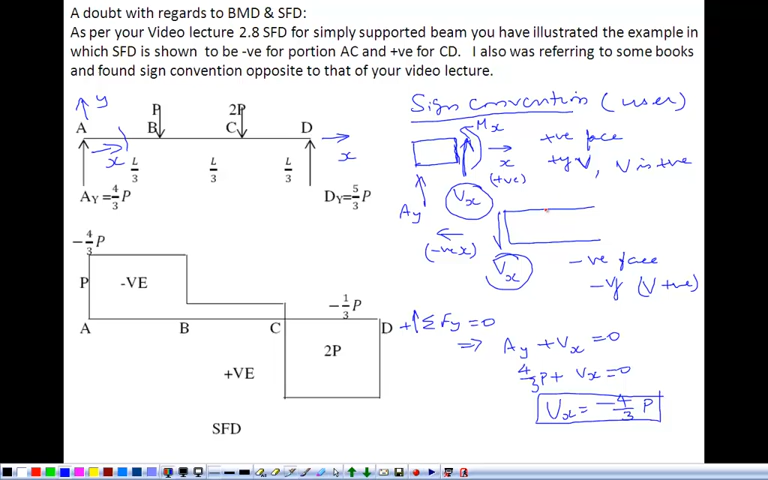 A doubt with regards to BMD & SFD:
As per your Video lecture 2.8 SFD for simply supported beam you have illustrated the example in
which SFD is shown  to be -ve for portion AC and +ve for CD.  I also was referring to some books
and found sign convention opposite to that of your video lecture.
y
P
2P
A
B
C
D
x
x
L/3
L/3
L/3
AY =4/3 P
DY=5/3 P
Sign Convention (user)
Mx
+ve face
x
(+ve)
+y V, V is +ve
Vx
Ay
(-ve x)
Vx
-ve face
-y (V +ve)
-4/3 P
P
-VE
-1/3 P
A
B
C
D
2P
+VE
SFD
+↑ΣFy =0
⇒ Ay +Vx =0
4/3 P+ Vx =0
Vx = -4/3 P